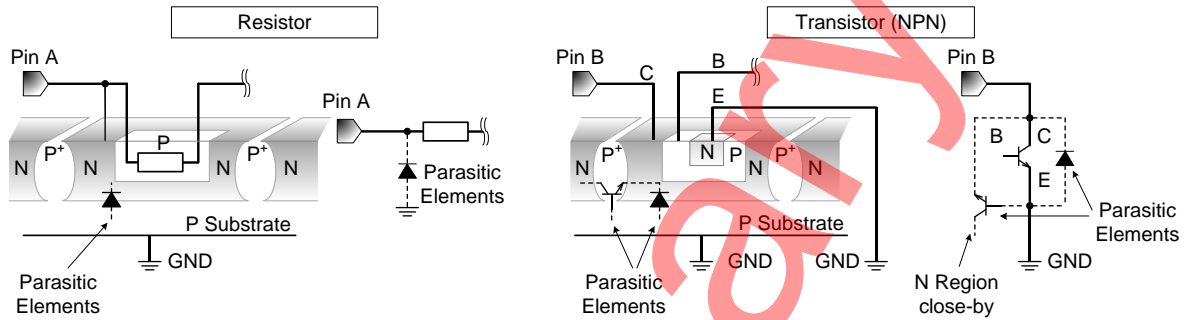 Resistor
Transistor (NPN)
Pin A
Pin B
C
B
E
Pin B
Pin A
N
P+
N
P
N
P+
N
Parasitic
Elements
N
P+
N
N
P
N
P+
N
B
C
E
P Substrate
GND
Parasitic
Elements
P Substrate
GND
GND
Parasitic
Elements
Parasitic
Elements
N Region
close-by
GND
ary